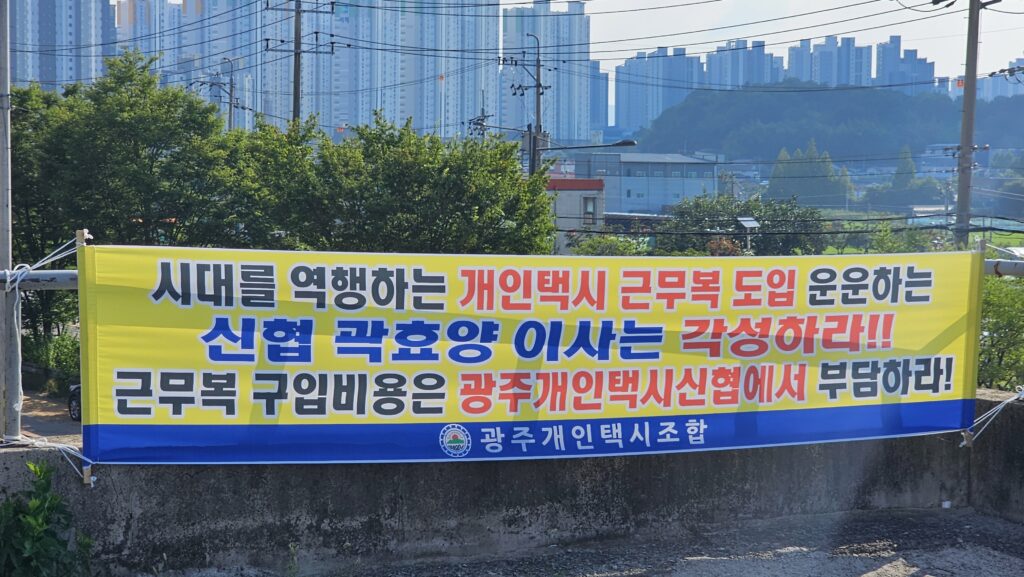 시대를 역행하는 개인택시 근무복 도입 운운하는
신협 곽효양 이사는 각성하라!!
근무복 구입비용은 광주개인택시신협에서 부담하라!
광주개인택시조합